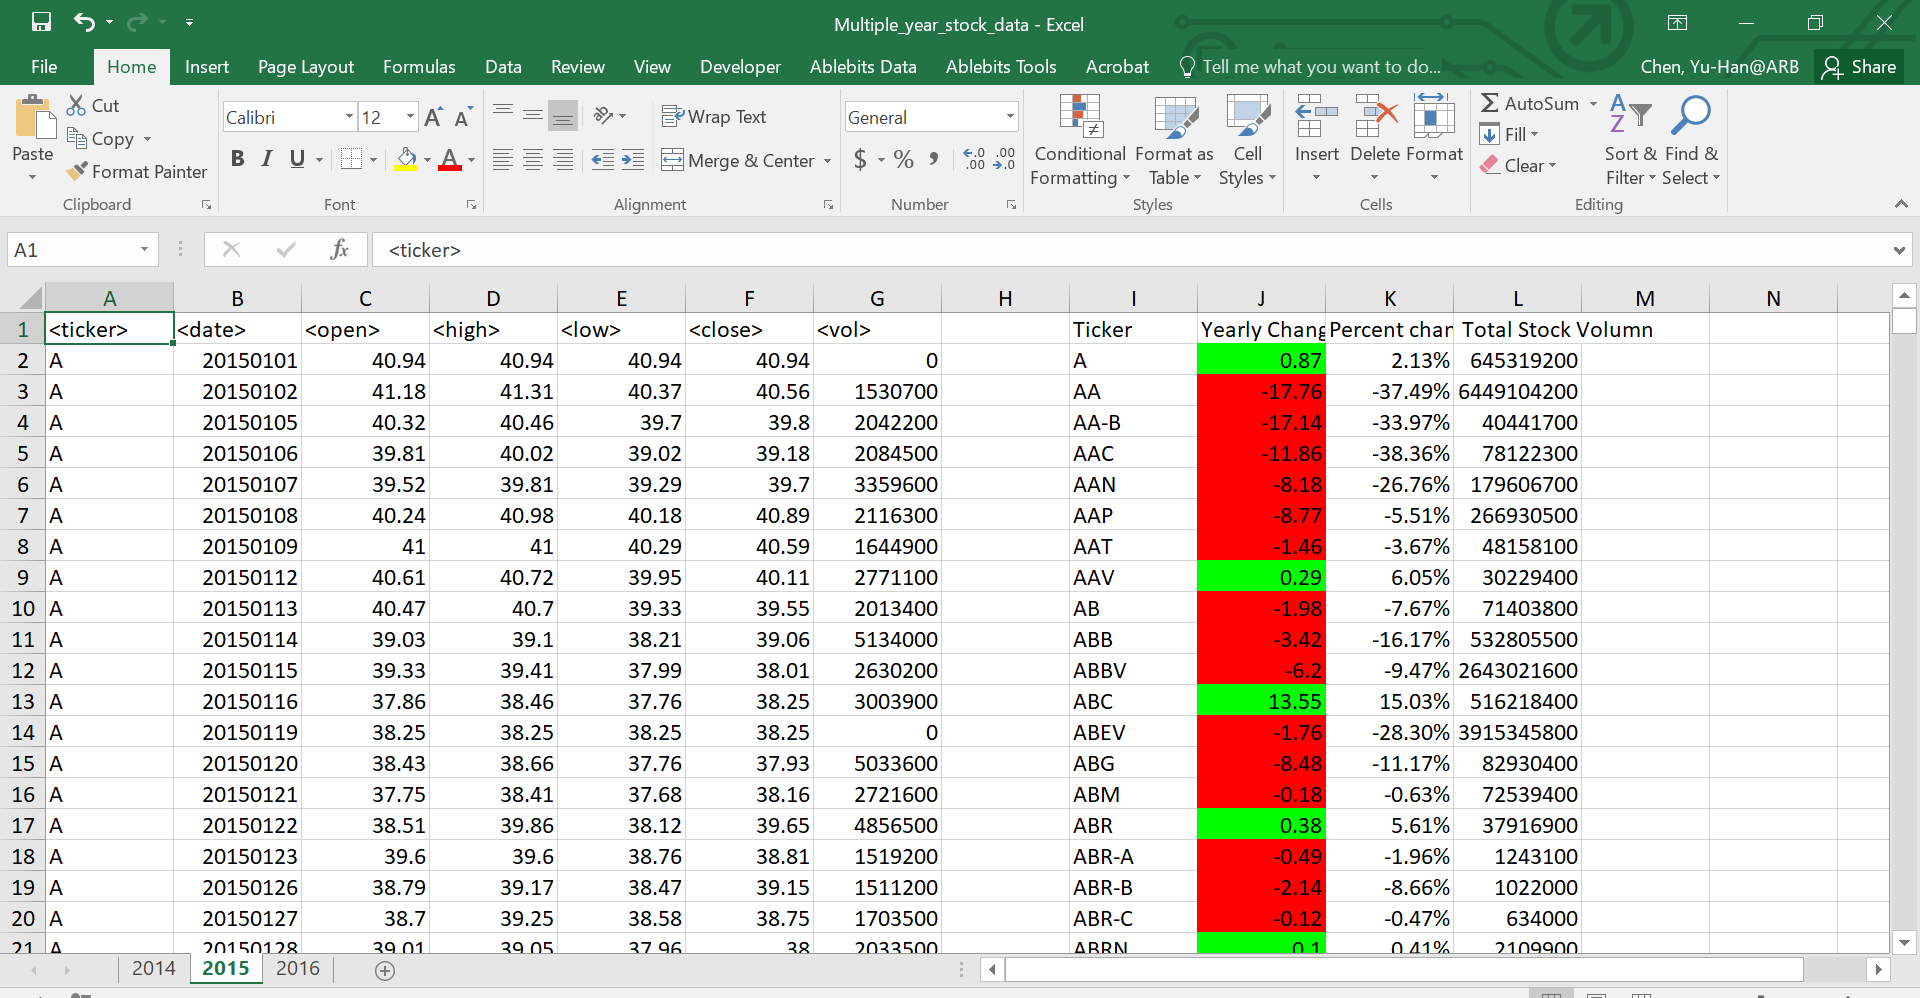 Multiple_year_stock_data - Excel
File Home Insert Page Layout Formulas Data Review View Developer Ablebits Data Ablebits Tools Acrobat Tell me what you want to do... Chen, Yu-Han@ARB Share
Paste
Cut
Copy
Format Painter
Clipboard
Calibri 12
B I U
Font
Wrap Text
Merge & Center
Alignment
General
$ % ,
Number
Conditional Formatting
Format as Table
Cell Styles
Styles
Insert Delete Format
Cells
AutoSum
Fill
Clear
Sort & Filter
Find & Select
Editing
A1 fx <ticker>
A B C D E F G H I J K L M N
1 <ticker> <date> <open> <high> <low> <close> <vol> Ticker Yearly Chang Percent char Total Stock Volumn
2 A 20150101 40.94 40.94 40.94 40.94 0 A 0.87 2.13% 645319200
3 A 20150102 41.18 41.31 40.37 40.56 1530700 AA -17.76 -37.49% 6449104200
4 A 20150105 40.32 40.46 39.7 39.8 2042200 AA-B -17.14 -33.97% 40441700
5 A 20150106 39.81 40.02 39.02 39.18 2084500 AAC -11.86 -38.36% 78122300
6 A 20150107 39.52 39.81 39.29 39.7 3359600 AAN -8.18 -26.76% 179606700
7 A 20150108 40.24 40.98 40.18 40.89 2116300 AAP -8.77 -5.51% 266930500
8 A 20150109 41 41 40.29 40.59 1644900 AAT -1.46 -3.67% 48158100
9 A 20150112 40.61 40.72 39.95 40.11 2771100 AAV 0.29 6.05% 30229400
10 A 20150113 40.47 40.7 39.33 39.55 2013400 AB -1.98 -7.67% 71403800
11 A 20150114 39.03 39.1 38.21 39.06 5134000 ABB -3.42 -16.17% 532805500
12 A 20150115 39.33 39.41 37.99 38.01 2630200 ABBV -6.2 -9.47% 2643021600
13 A 20150116 37.86 38.46 37.76 38.25 3003900 ABC 13.55 15.03% 516218400
14 A 20150119 38.25 38.25 38.25 38.25 0 ABEV -1.76 -28.30% 3915345800
15 A 20150120 38.43 38.66 37.76 37.93 5033600 ABG -8.48 -11.17% 82930400
16 A 20150121 37.75 38.41 37.68 38.16 2721600 ABM -0.18 -0.63% 72539400
17 A 20150122 38.51 39.86 38.12 39.65 4856500 ABR 0.38 5.61% 37916900
18 A 20150123 39.6 39.6 38.76 38.81 1519200 ABR-A -0.49 -1.96% 1243100
19 A 20150126 38.79 39.17 38.47 39.15 1511200 ABR-B -2.14 -8.66% 1022000
20 A 20150127 38.7 39.25 38.58 38.75 1703500 ABR-C -0.12 -0.47% 634000
21 A 20150128 39.01 39.05 37.96 38 2033500 ABRN 0.1 0.41% 2109900
2014 2015 2016